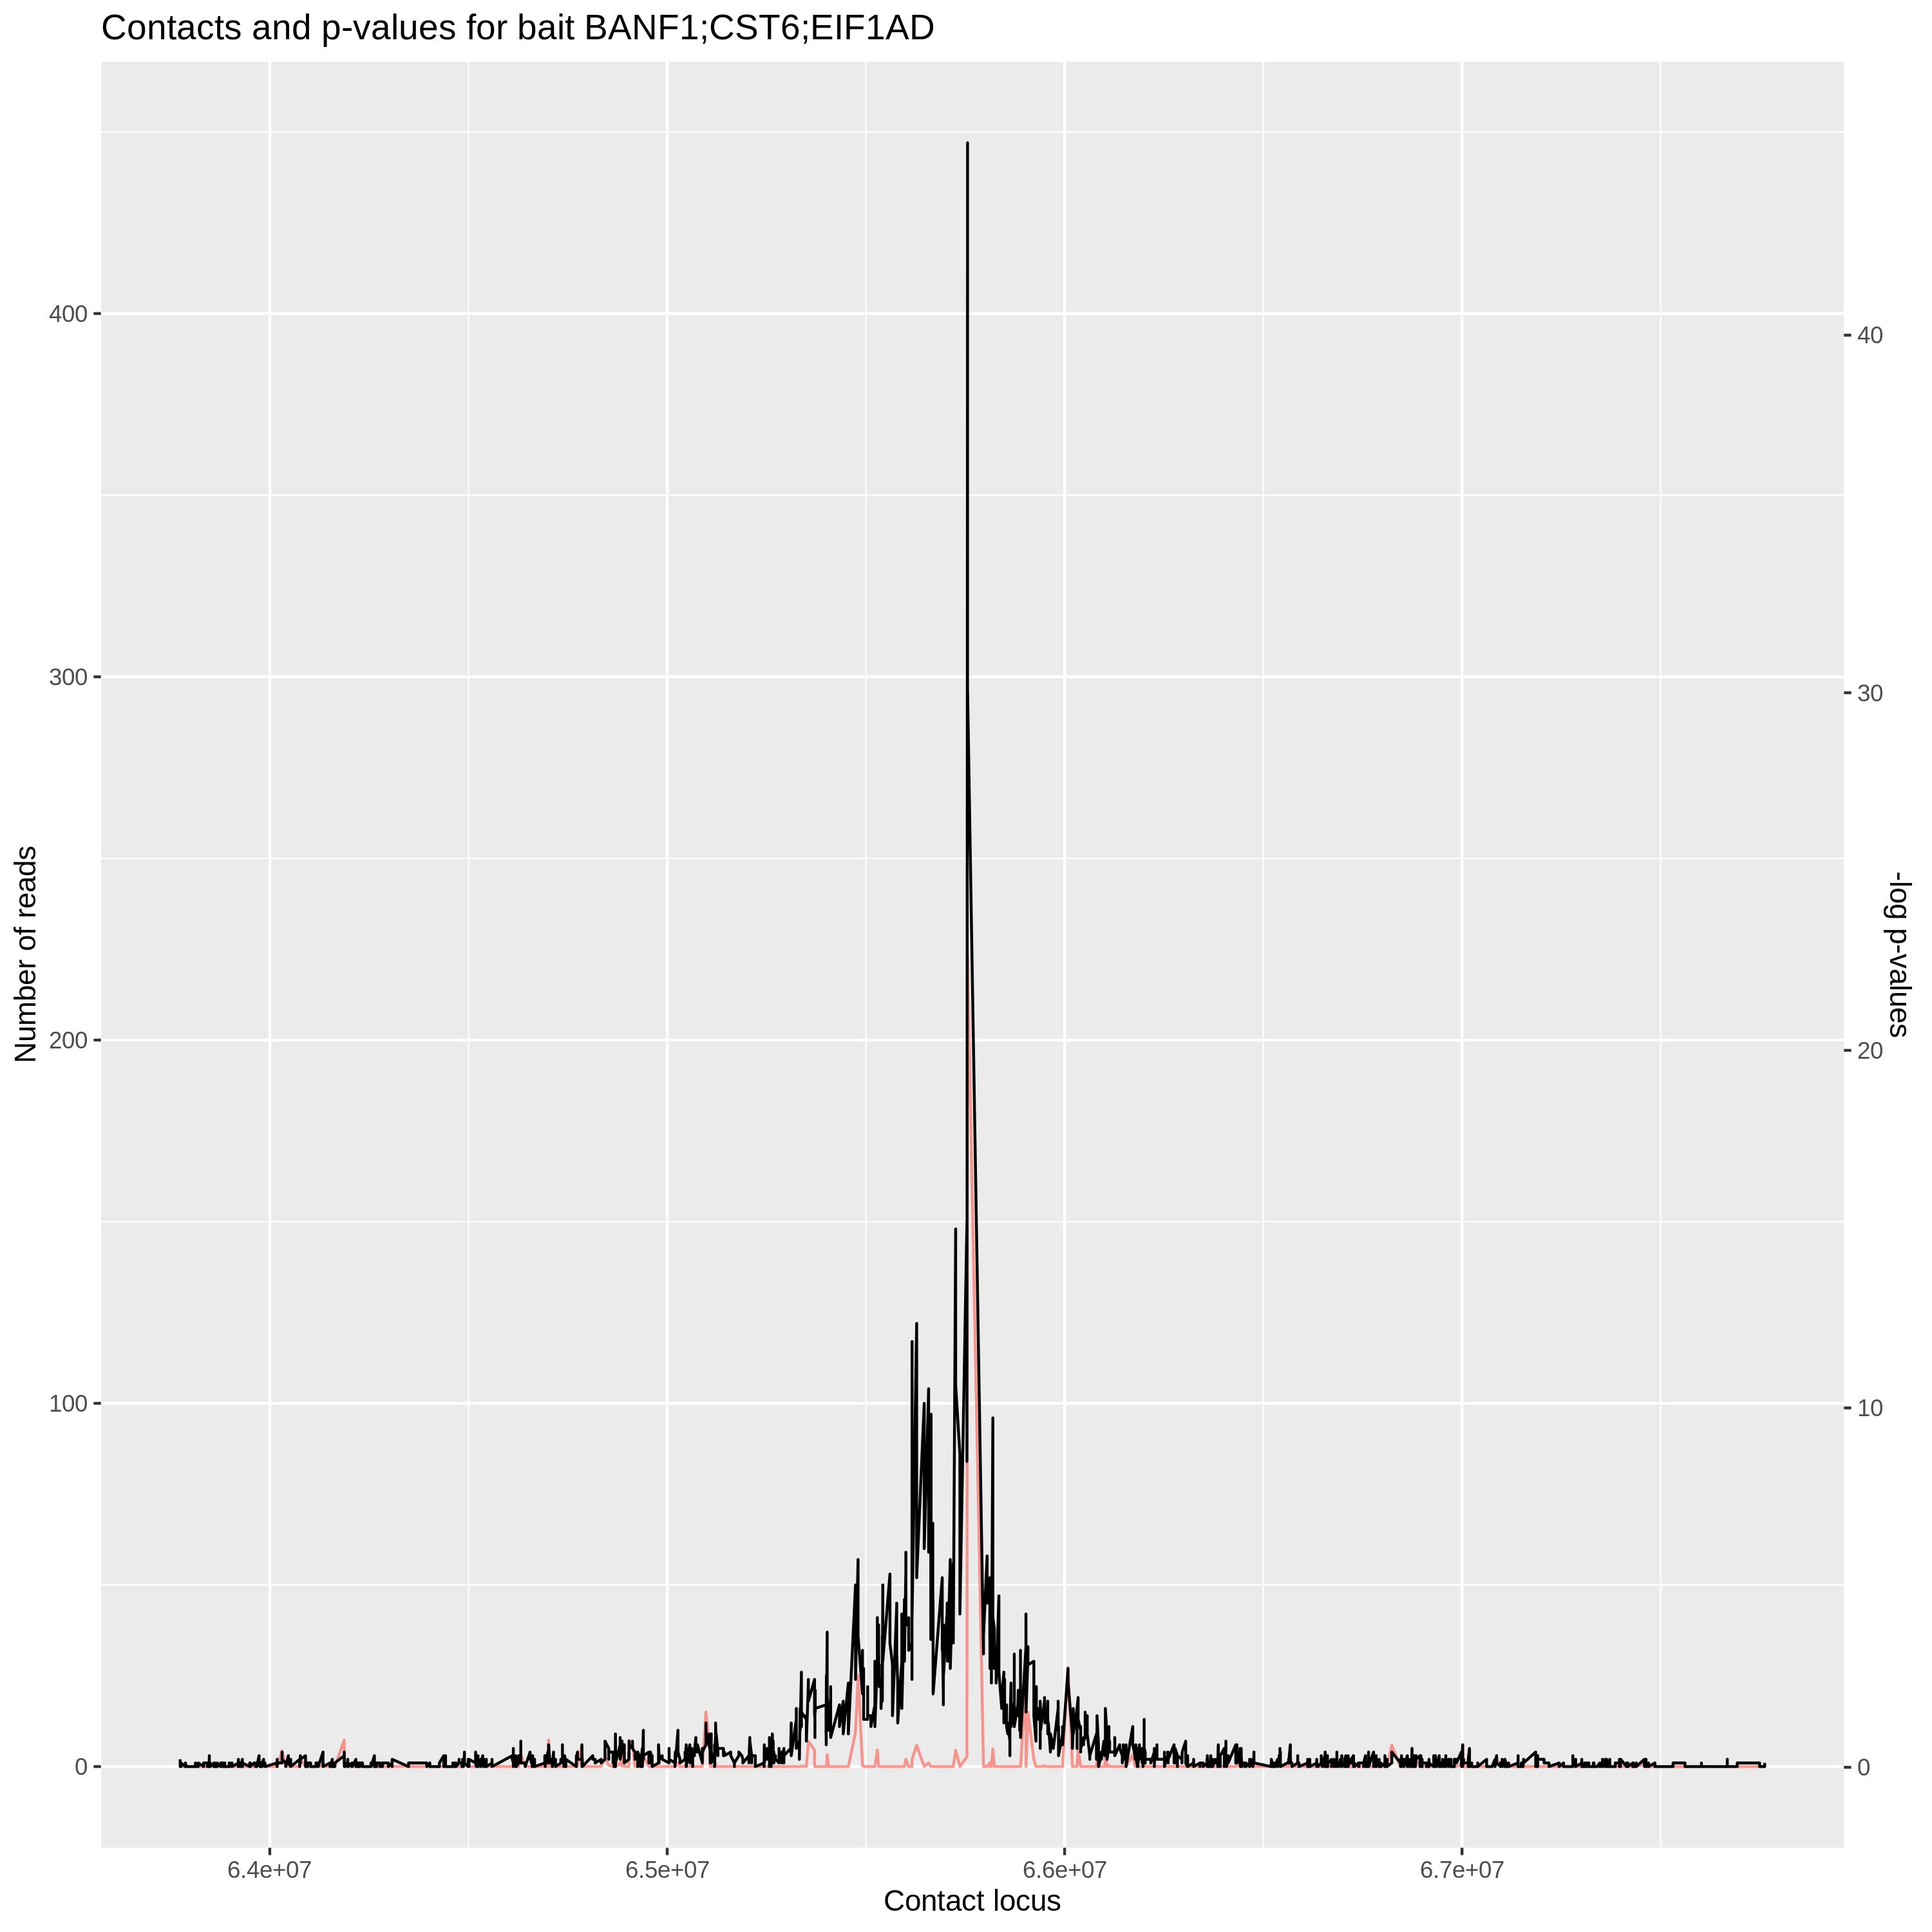 Contacts and p-values for bait BANF1;CST6;EIF1AD
Number of reads
400
300
200
100
0
40
30
20
10
0
-log p-values
6.4e+07 6.5e+07 6.6e+07 6.7e+07
Contact locus